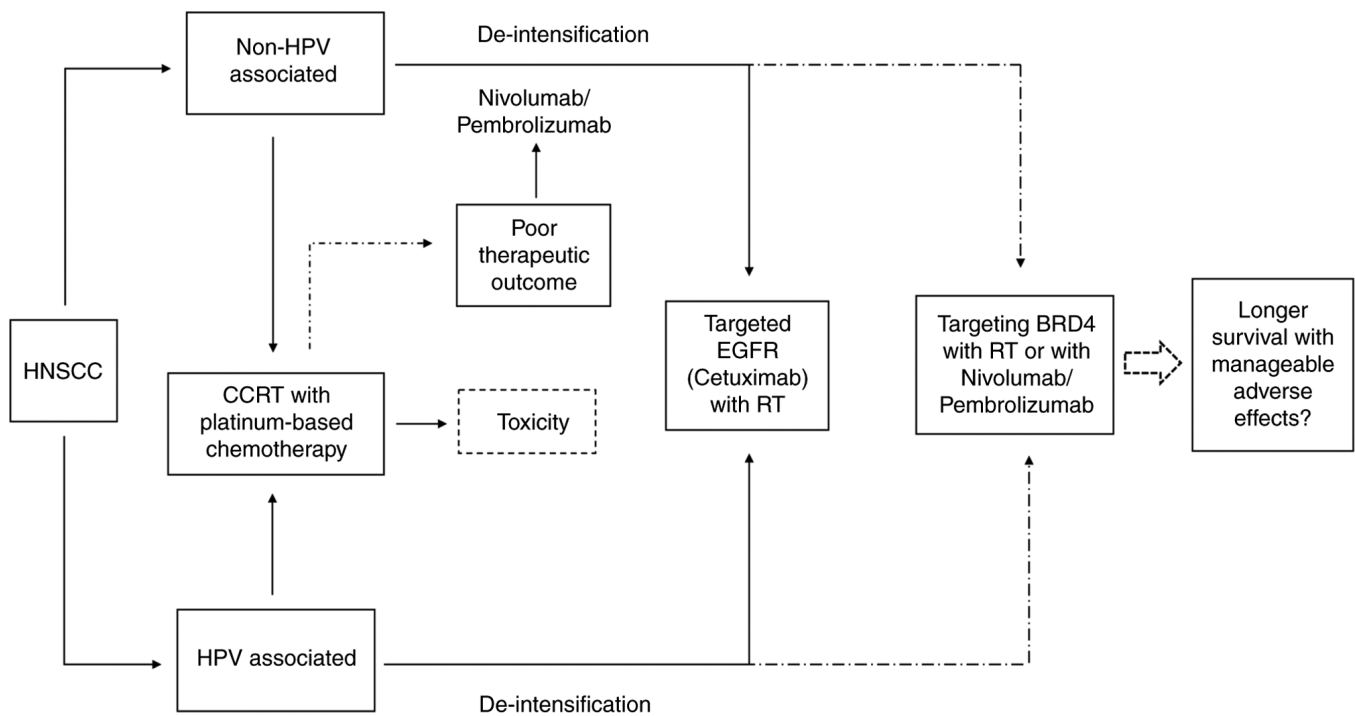 Non-HPV
associated
De-intensification
Nivolumab/
Pembrolizumab
Poor
therapeutic
outcome
HNSCC
CCRT with
platinum-based
chemotherapy
Toxicity
Targeted
EGFR
(Cetuximab)
with RT
Targeting BRD4
with RT or with
Nivolumab/
Pembrolizumab
Longer
survival with
manageable
adverse
effects?
HPV associated
De-intensification